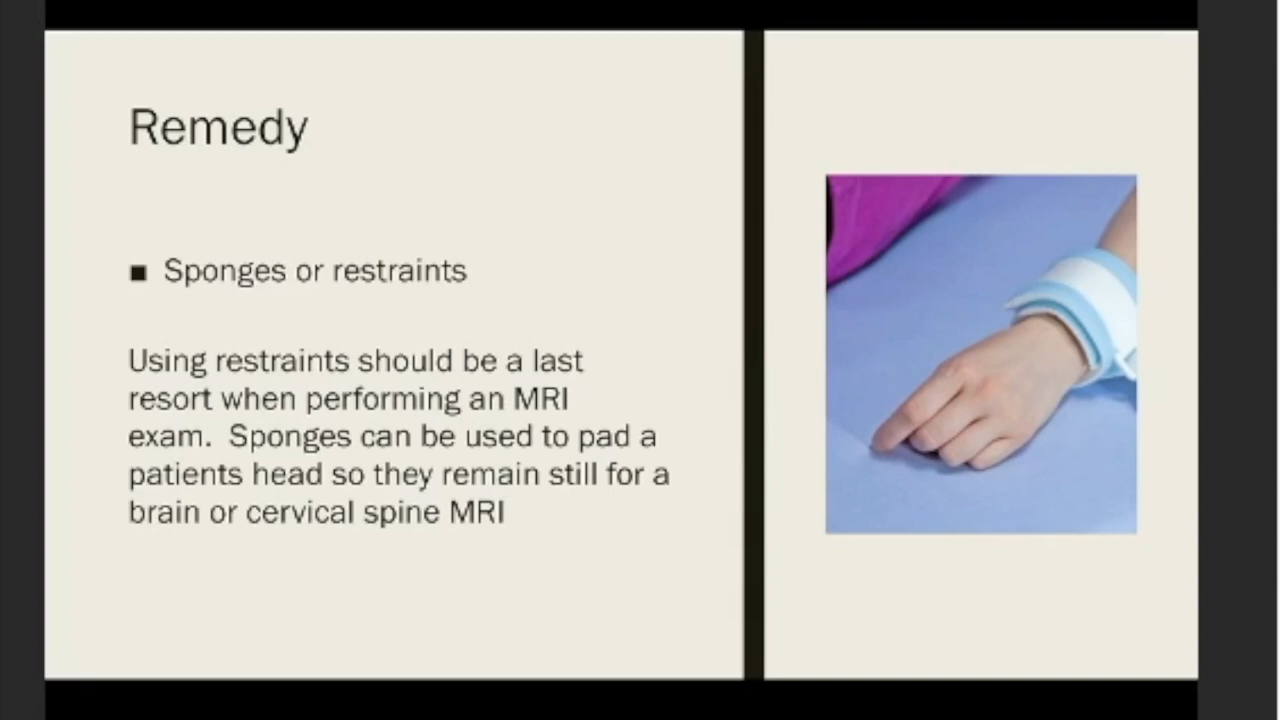 Remedy
■ Sponges or restraints
Using restraints should be a last
resort when performing an MRI
exam.  Sponges can be used to pad a
patients head so they remain still for a
brain or cervical spine MRI